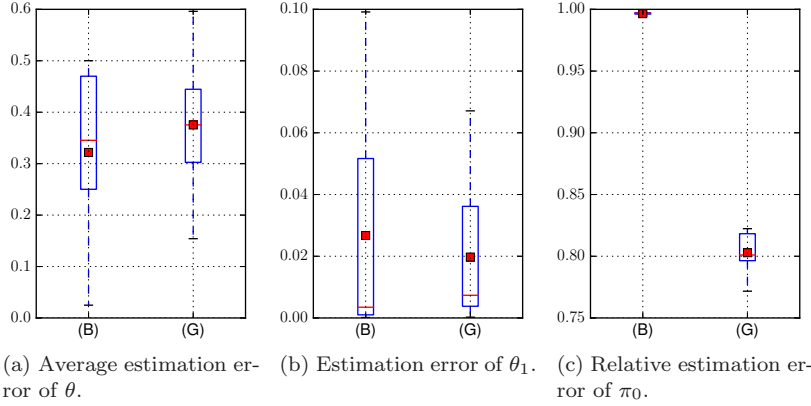 0.6
0.5
0.4
0.3
0.2
0.1
0.0
(B) (G)
0.10
0.08
0.06
0.04
0.02
0.00
(B) (G)
1.00
0.95
0.90
0.85
0.80
0.75
(B) (G)
(a) Average estimation er-
ror of θ.
(b) Estimation error of θ₁.
(c) Relative estimation er-
ror of π₀.